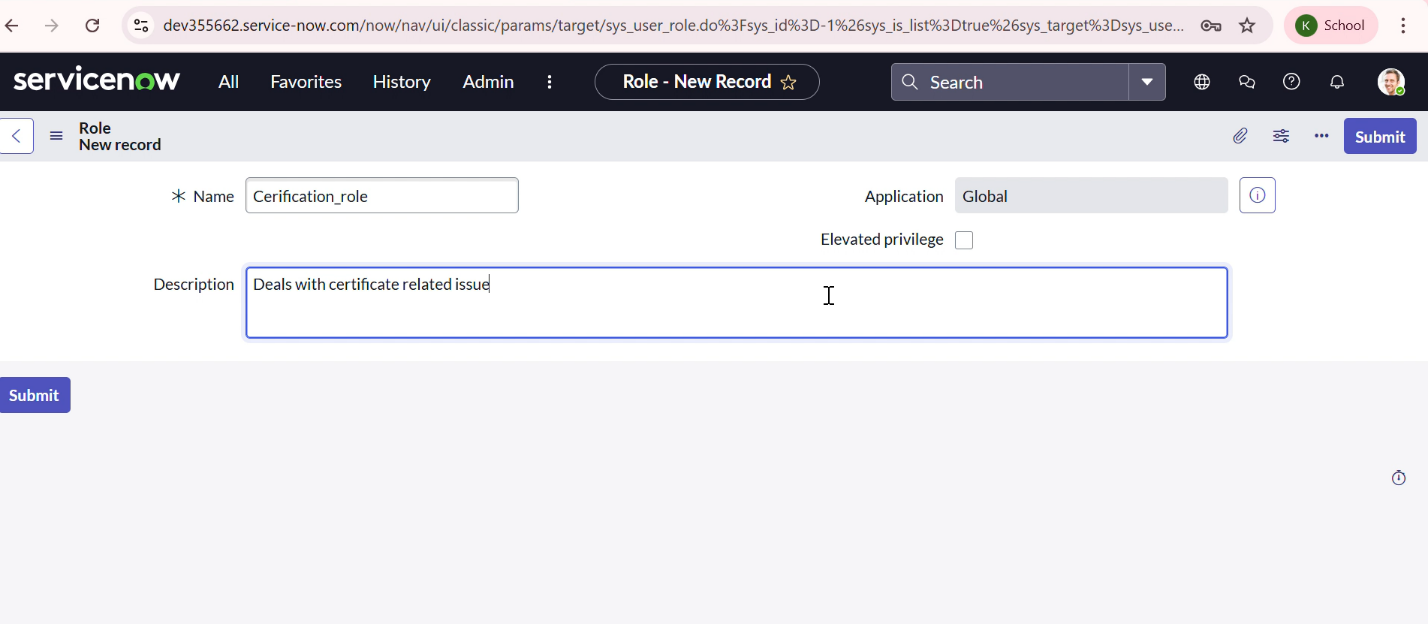 dev355662.service-now.com/now/nav/ui/classic/params/target/sys_user_role.do%3Fsys_id%3D-1%26sys_is_list%3Dtrue%26sys_target%3Dsys_use...
K School
servicenow All Favorites History Admin Role - New Record Search
Role
New record
Submit
Name Cerification_role Application Global
Elevated privilege
Description Deals with certificate related issue
Submit